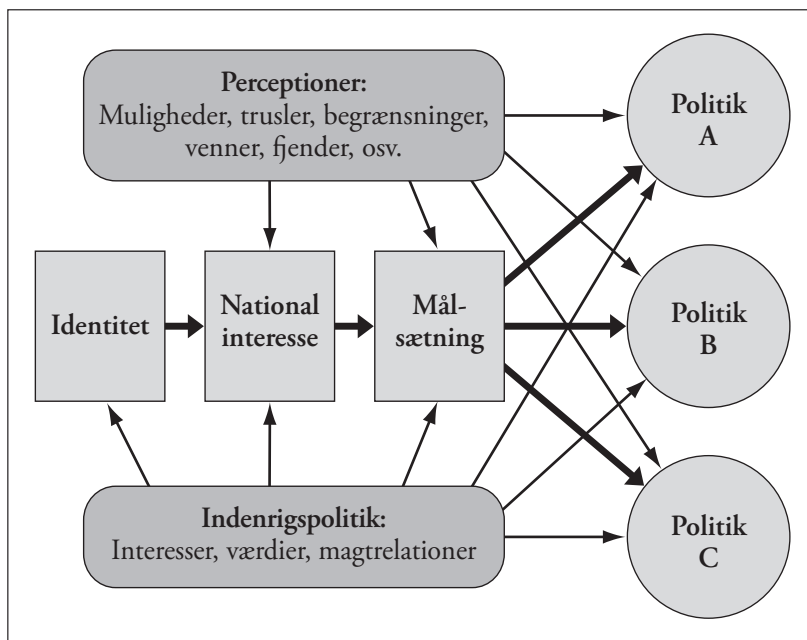 Perceptioner:
Muligheder, trusler, begrænsninger,
venner, fjender, osv.
Politik
A
Identitet
National
interesse
Mål-
sætning
Politik
B
Indenrigspolitik:
Interesser, værdier, magtrelationer
Politik
C